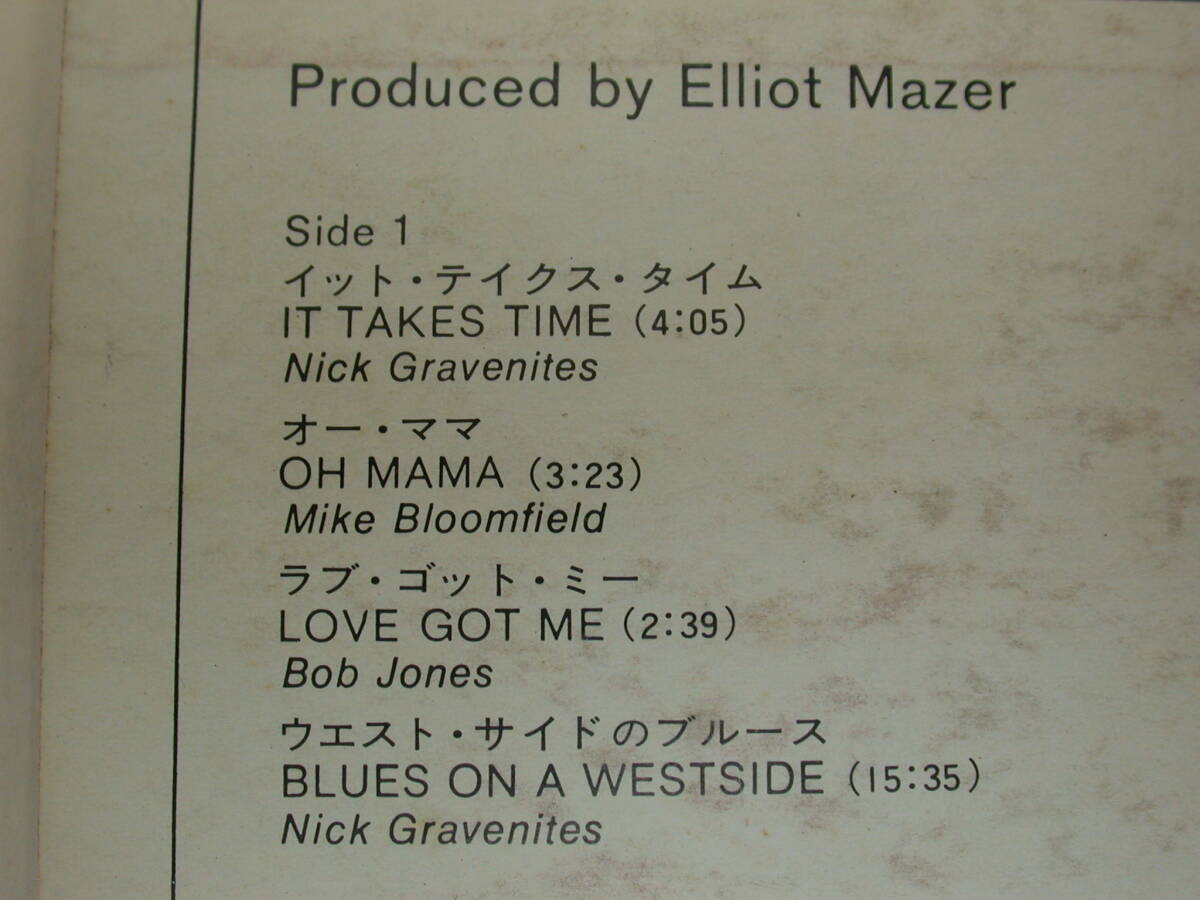 Produced by Elliot Mazer
Side 1
イット・テイクス・タイム
IT TAKES TIME (4:05)
Nick Gravenites
オー・ママ
OH MAMA (3:23)
Mike Bloomfield
ラブ・ゴット・ミー
LOVE GOT ME (2:39)
Bob Jones
ウエスト・サイドのブルース
BLUES ON A WESTSIDE (15:35)
Nick Gravenites